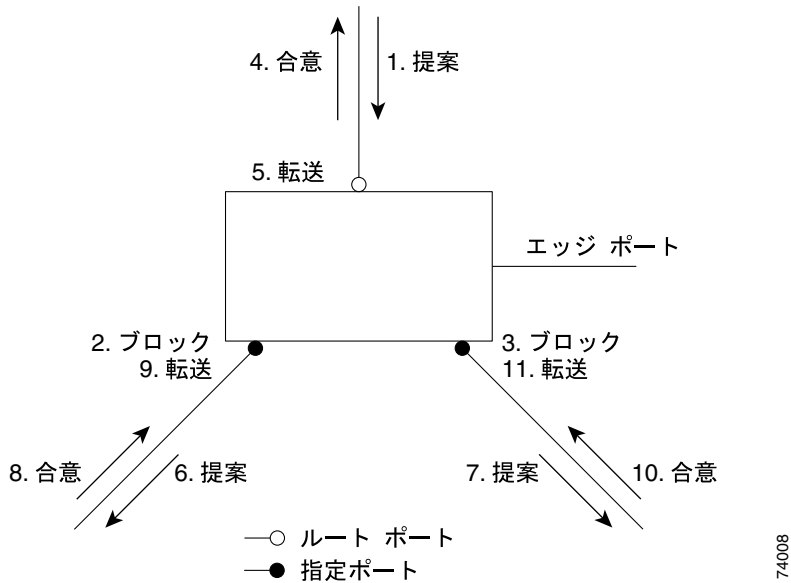 4. 合意
1. 提案
5. 転送
エッジ ポート
2. ブロック
9. 転送
3. ブロック
11. 転送
8. 合意
6. 提案
7. 提案
10. 合意
ルート ポート
指定ポート
74008